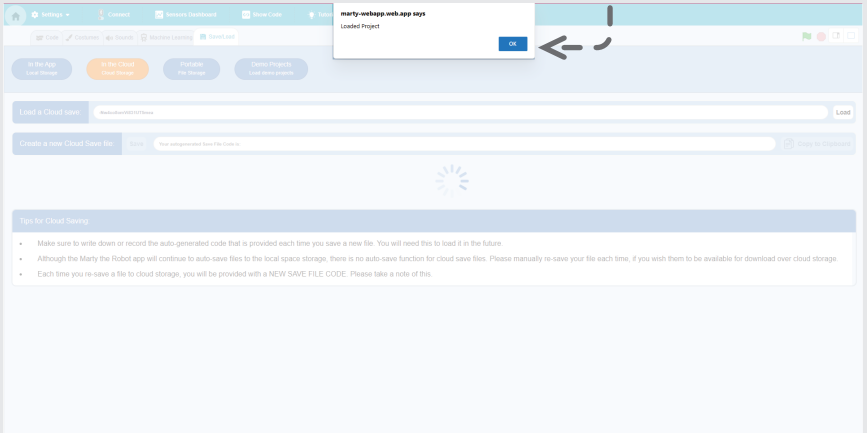 marty-webapp.web.app says
Loaded Project
OK
Settings
Connect
Sensors Dashboard
Show Code
Code
Costumes
Sounds
Machine Learning
Save/Load
In the App
Local Storage
In the Cloud
Cloud Storage
Portable
File Storage
Demo Projects
Load demo projects
Load a Cloud save
Load
Create a new Cloud Save file
Save
Your autogenerated Save File Code is
Copy to Clipboard
Tips for Cloud Saving:
Make sure to write down or record the auto-generated code that is provided each time you save a new file. You will need this to load it in the future.
Although the Marty the Robot app will continue to auto-save files to the local space storage, there is no auto-save function for cloud save files. Please manually re-save your file each time, if you wish them to be available for download over cloud storage
Each time you re-save a file to cloud storage, you will be provided with a NEW SAVE FILE CODE. Please take a note of this.